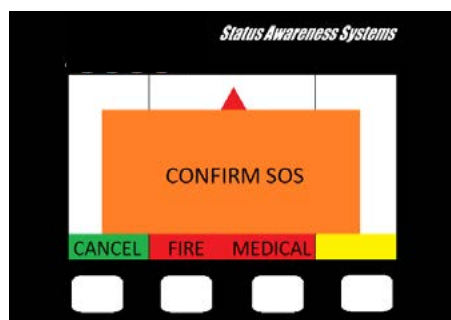 Status Awareness Systems
CONFIRM SOS
CANCEL FIRE MEDICAL